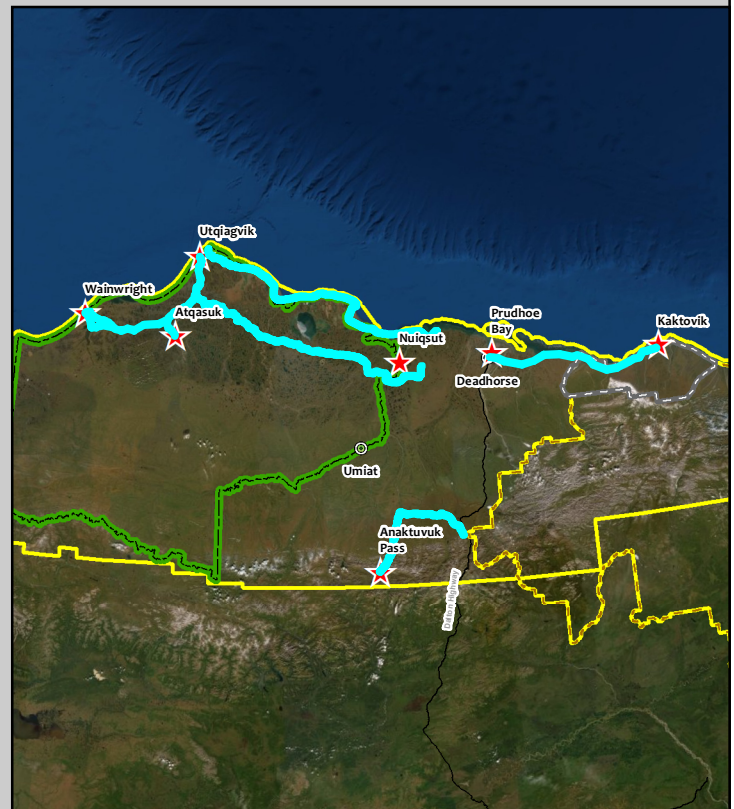 Utqiagvik
Wainwright
Atqasuk
Prudhoe
Bay
Kaktovik
Nuiqsut
Deadhorse
Umiat
Anaktuvuk
Pass
Dalton Highway